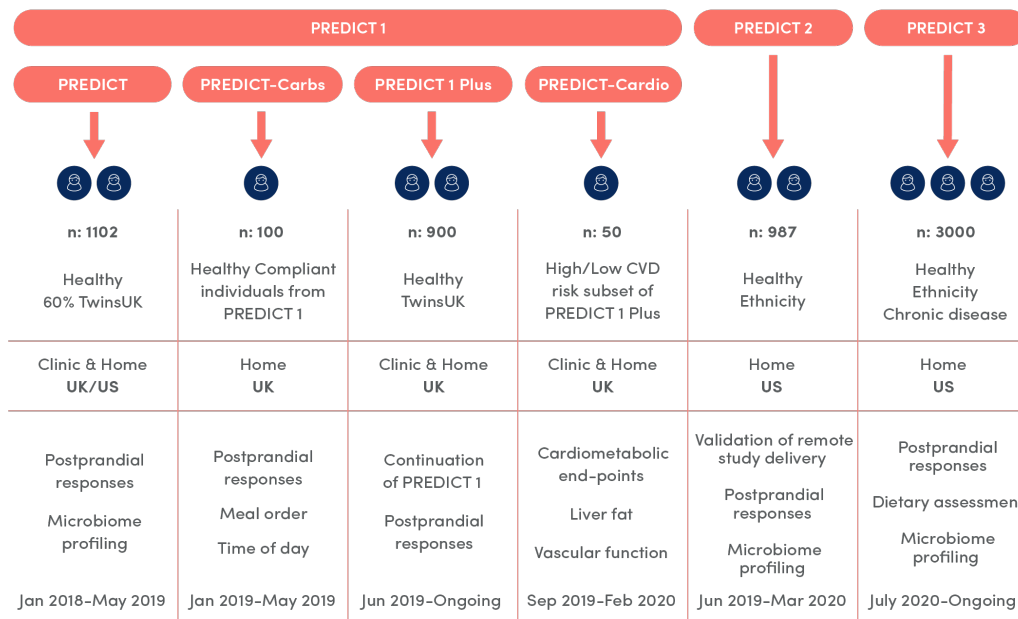 PREDICT 1
PREDICT 2
PREDICT 3
PREDICT
PREDICT-Carbs
PREDICT 1 Plus
PREDICT-Cardio
n: 1102
n: 100
n: 900
n: 50
n: 987
n: 3000
Healthy
60% TwinsUK
Healthy Compliant
individuals from
PREDICT 1
Healthy
TwinsUK
High/Low CVD
risk subset of
PREDICT 1 Plus
Healthy
Ethnicity
Healthy
Ethnicity
Chronic disease
Clinic & Home
UK/US
Home
UK
Clinic & Home
UK
Clinic & Home
UK
Home
US
Home
US
Postprandial
responses
Microbiome
profiling
Postprandial
responses
Meal order
Time of day
Continuation
of PREDICT 1
Postprandial
responses
Cardiometabolic
end-points
Liver fat
Vascular function
Validation of remote
study delivery
Postprandial
responses
Microbiome
profiling
Postprandial
responses
Dietary assessmen
Microbiome
profiling
Jan 2018-May 2019
Jan 2019-May 2019
Jun 2019-Ongoing
Sep 2019-Feb 2020
Jun 2019-Mar 2020
July 2020-Ongoing